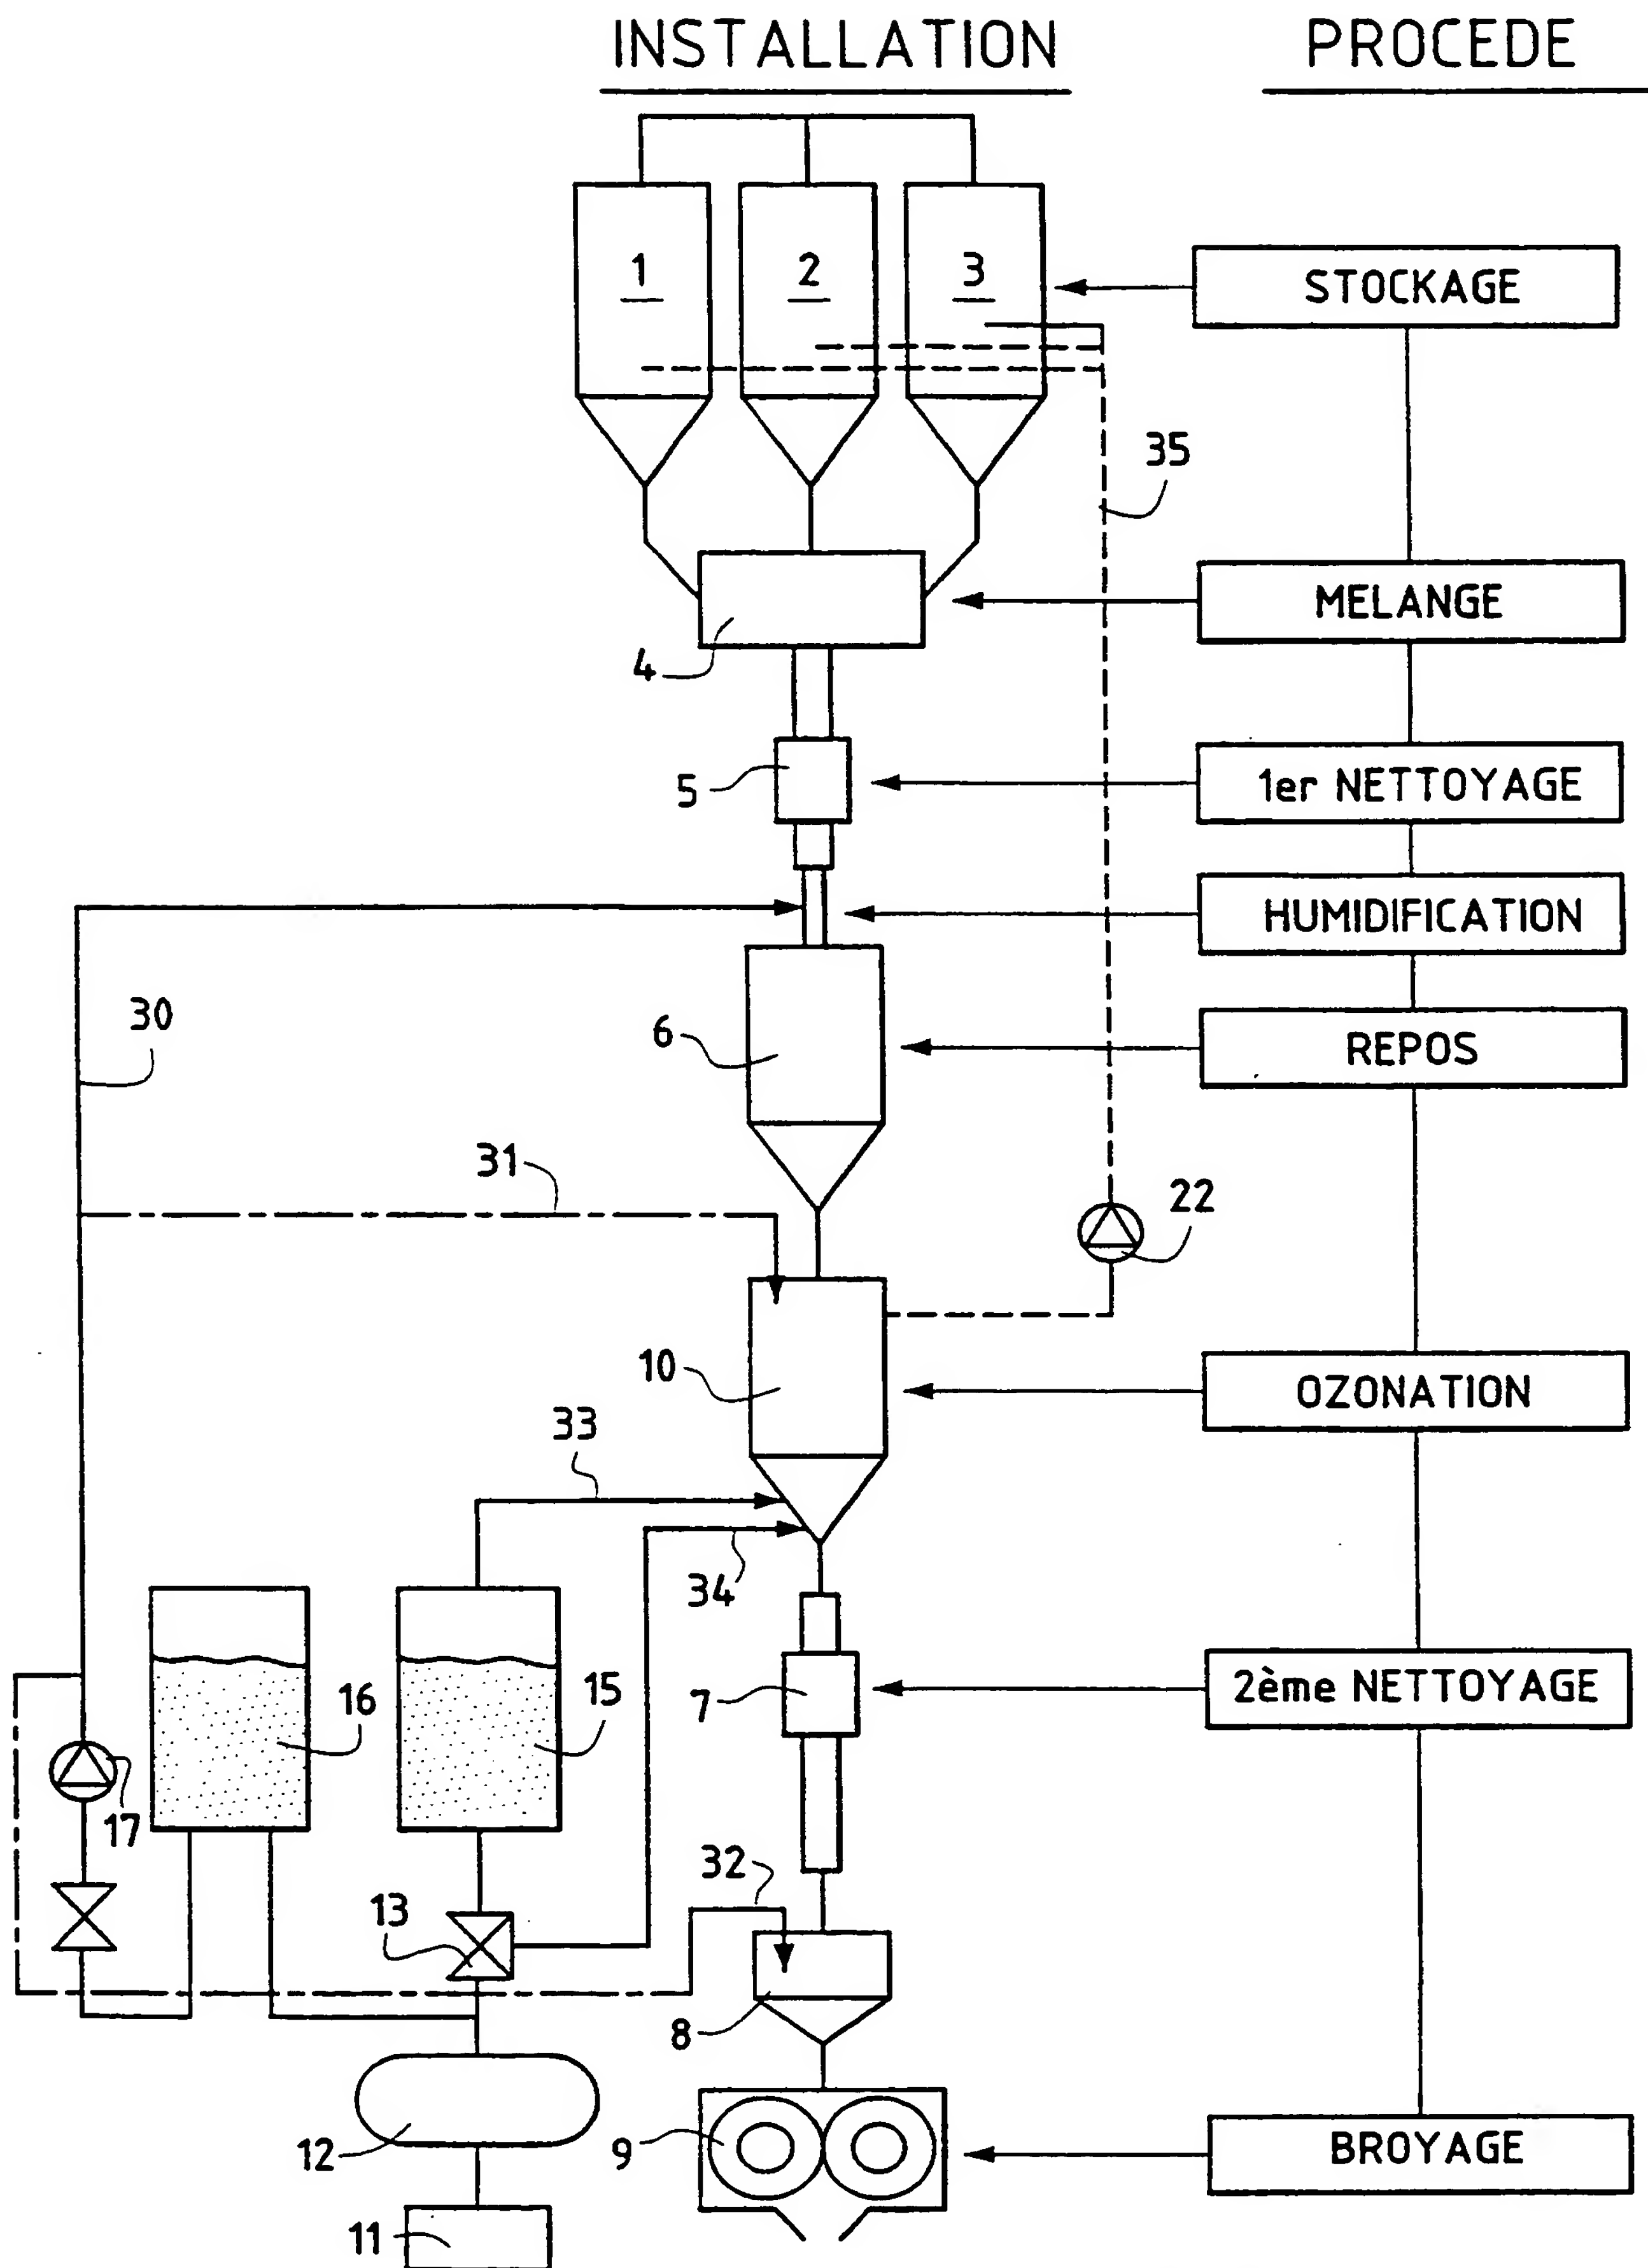 INSTALLATION PROCEDE
1 2 3
STOCKAGE
35
MELANGE
4
5
1er NETTOYAGE
HUMIDIFICATION
30
6
REPOS
31
22
10
OZONATION
33
34
16
15
7
2ème NETTOYAGE
17
32
13
8
12
9
BROYAGE
11